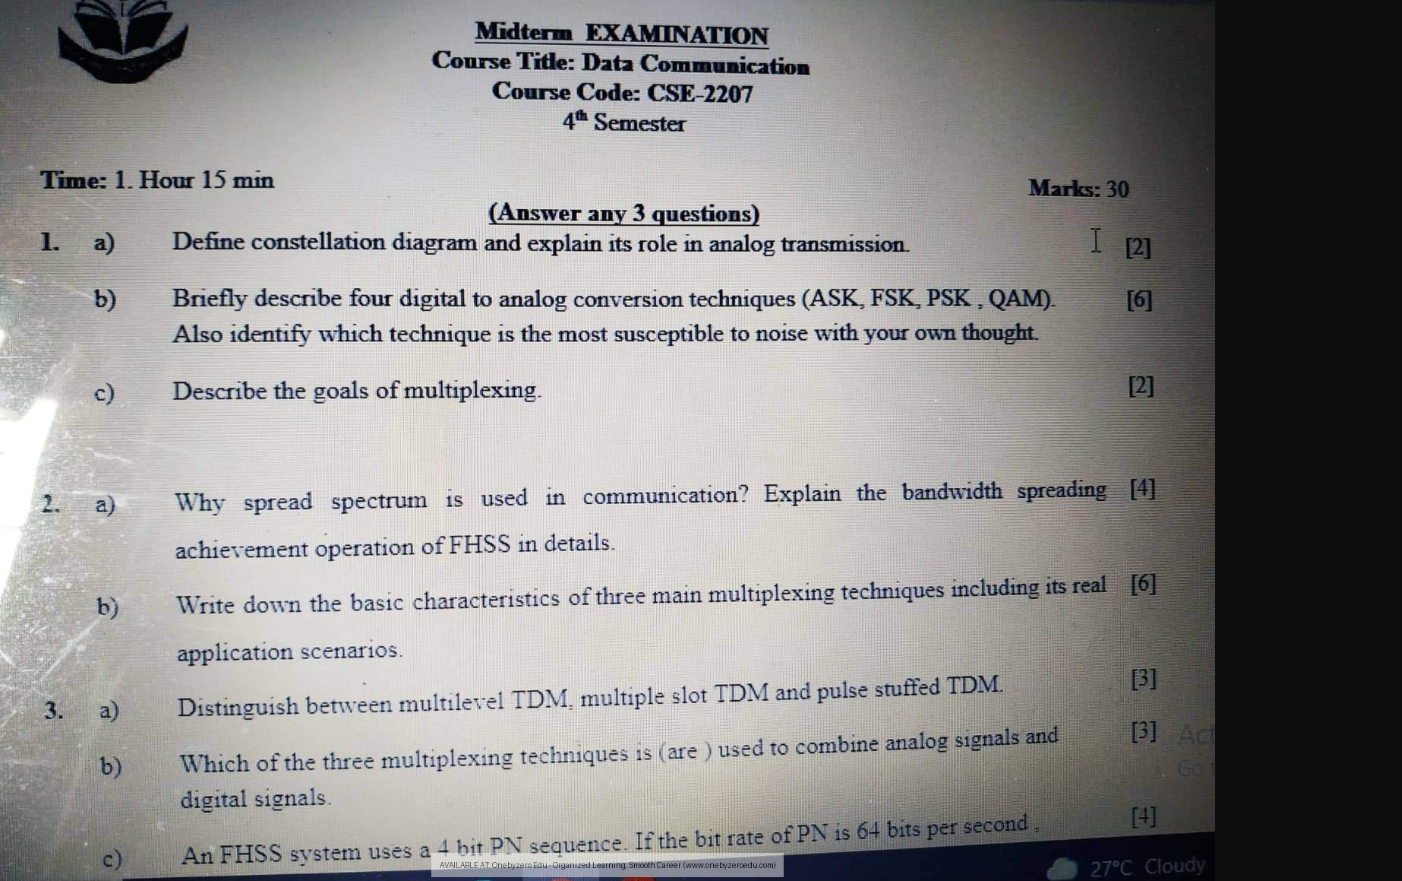 Midterm EXAMINATION
Course Title: Data Communication
Course Code: CSE-2207
4th Semester
Time: 1. Hour 15 min
Marks: 30
(Answer any 3 questions)
1. a) Define constellation diagram and explain its role in analog transmission. [2]
b) Briefly describe four digital to analog conversion techniques (ASK, FSK, PSK , QAM). [6]
Also identify which technique is the most susceptible to noise with your own thought.
c) Describe the goals of multiplexing. [2]
2. a) Why spread spectrum is used in communication? Explain the bandwidth spreading [4]
achievement operation of FHSS in details.
b) Write down the basic characteristics of three main multiplexing techniques including its real [6]
application scenarios.
3. a) Distinguish between multilevel TDM, multiple slot TDM and pulse stuffed TDM. [3]
b) Which of the three multiplexing techniques is (are ) used to combine analog signals and [3]
digital signals.
c) An FHSS system uses a 4 bit PN sequence. If the bit rate of PN is 64 bits per second , [4]
AVAILABLE AT: Onebyzero Edu - Organized Learning, Smooth Career (www.onebyzeroedu.com)
27°C Cloudy